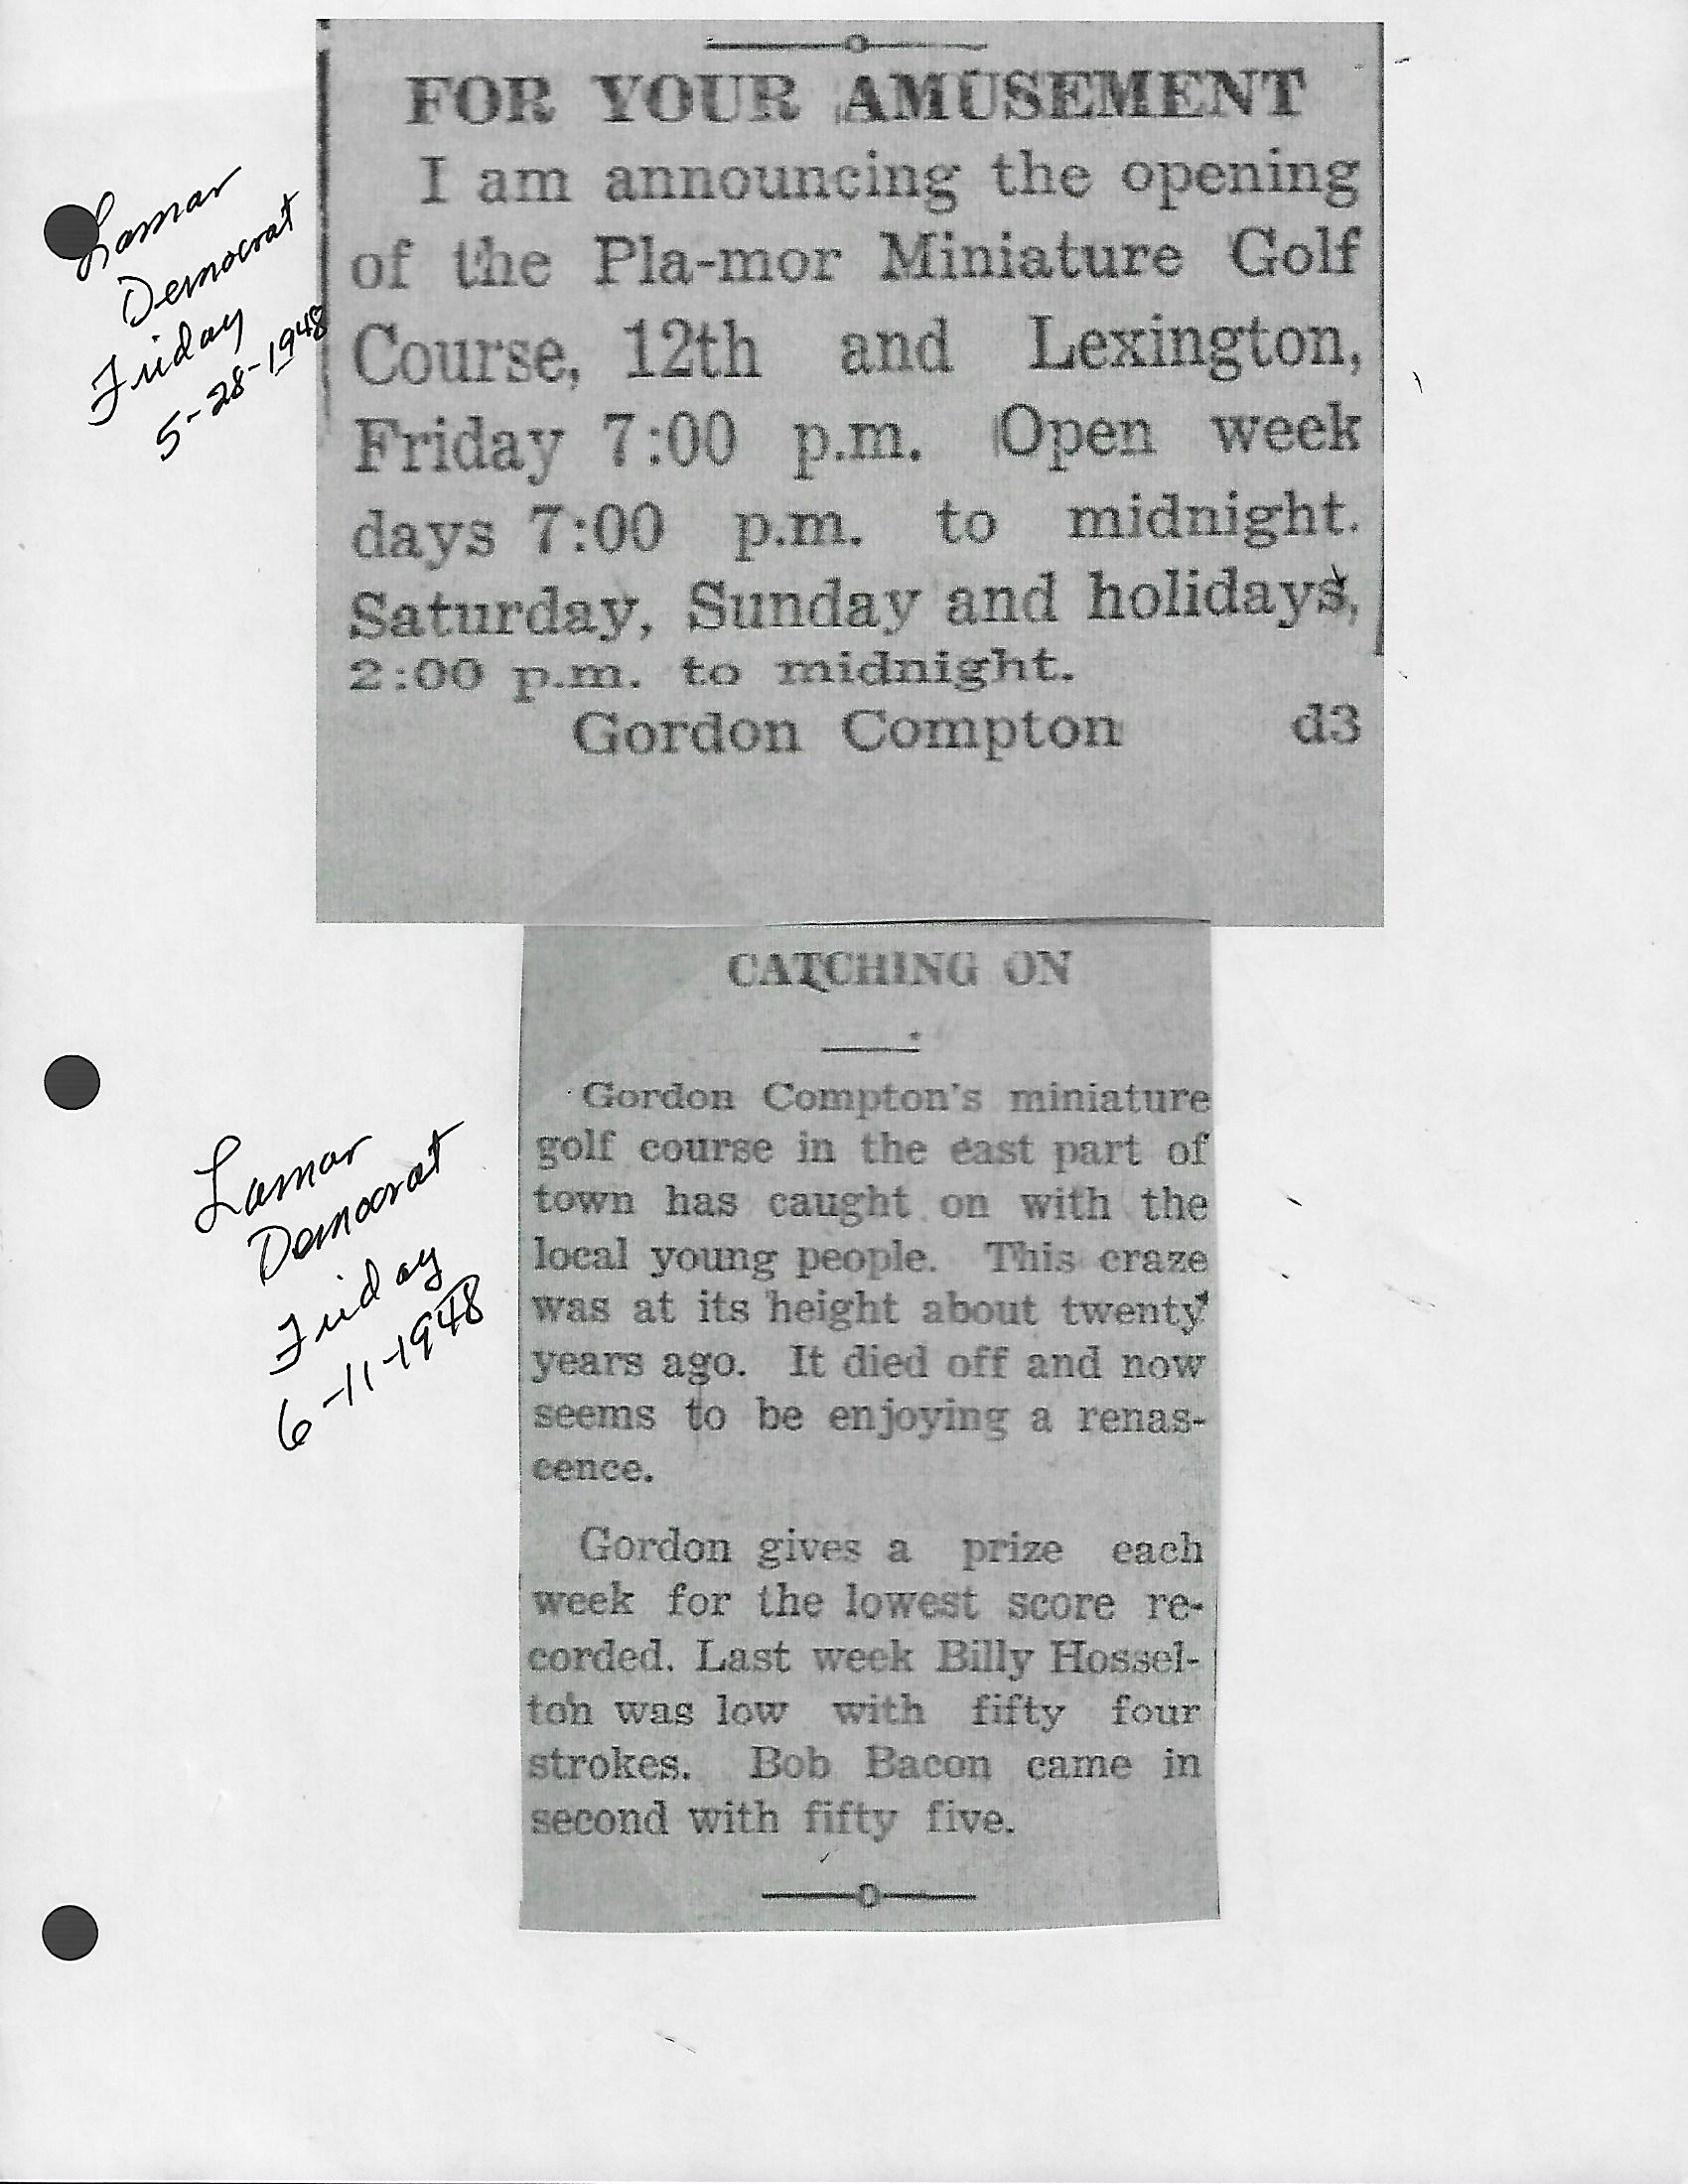 Lamar
Democrat
Friday
5-28-1948
FOR YOUR AMUSEMENT
I am announcing the opening
of the Pla-mor Miniature Golf
Course, 12th and Lexington,
Friday 7:00 p.m. Open week
days 7:00 p.m. to midnight.
Saturday, Sunday and holidays,
2:00 p.m. to midnight.
Gordon Compton d3
Lamar
Democrat
Friday
6-11-1948
CATCHING ON
Gordon Compton's miniature
golf course in the east part of
town has caught on with the
local young people. This craze
was at its height about twenty
years ago. It died off and now
seems to be enjoying a renas-
cence.
Gordon gives a prize each
week for the lowest score re-
corded. Last week Billy Hossel-
ton was low with fifty four
strokes. Bob Bacon came in
second with fifty five.